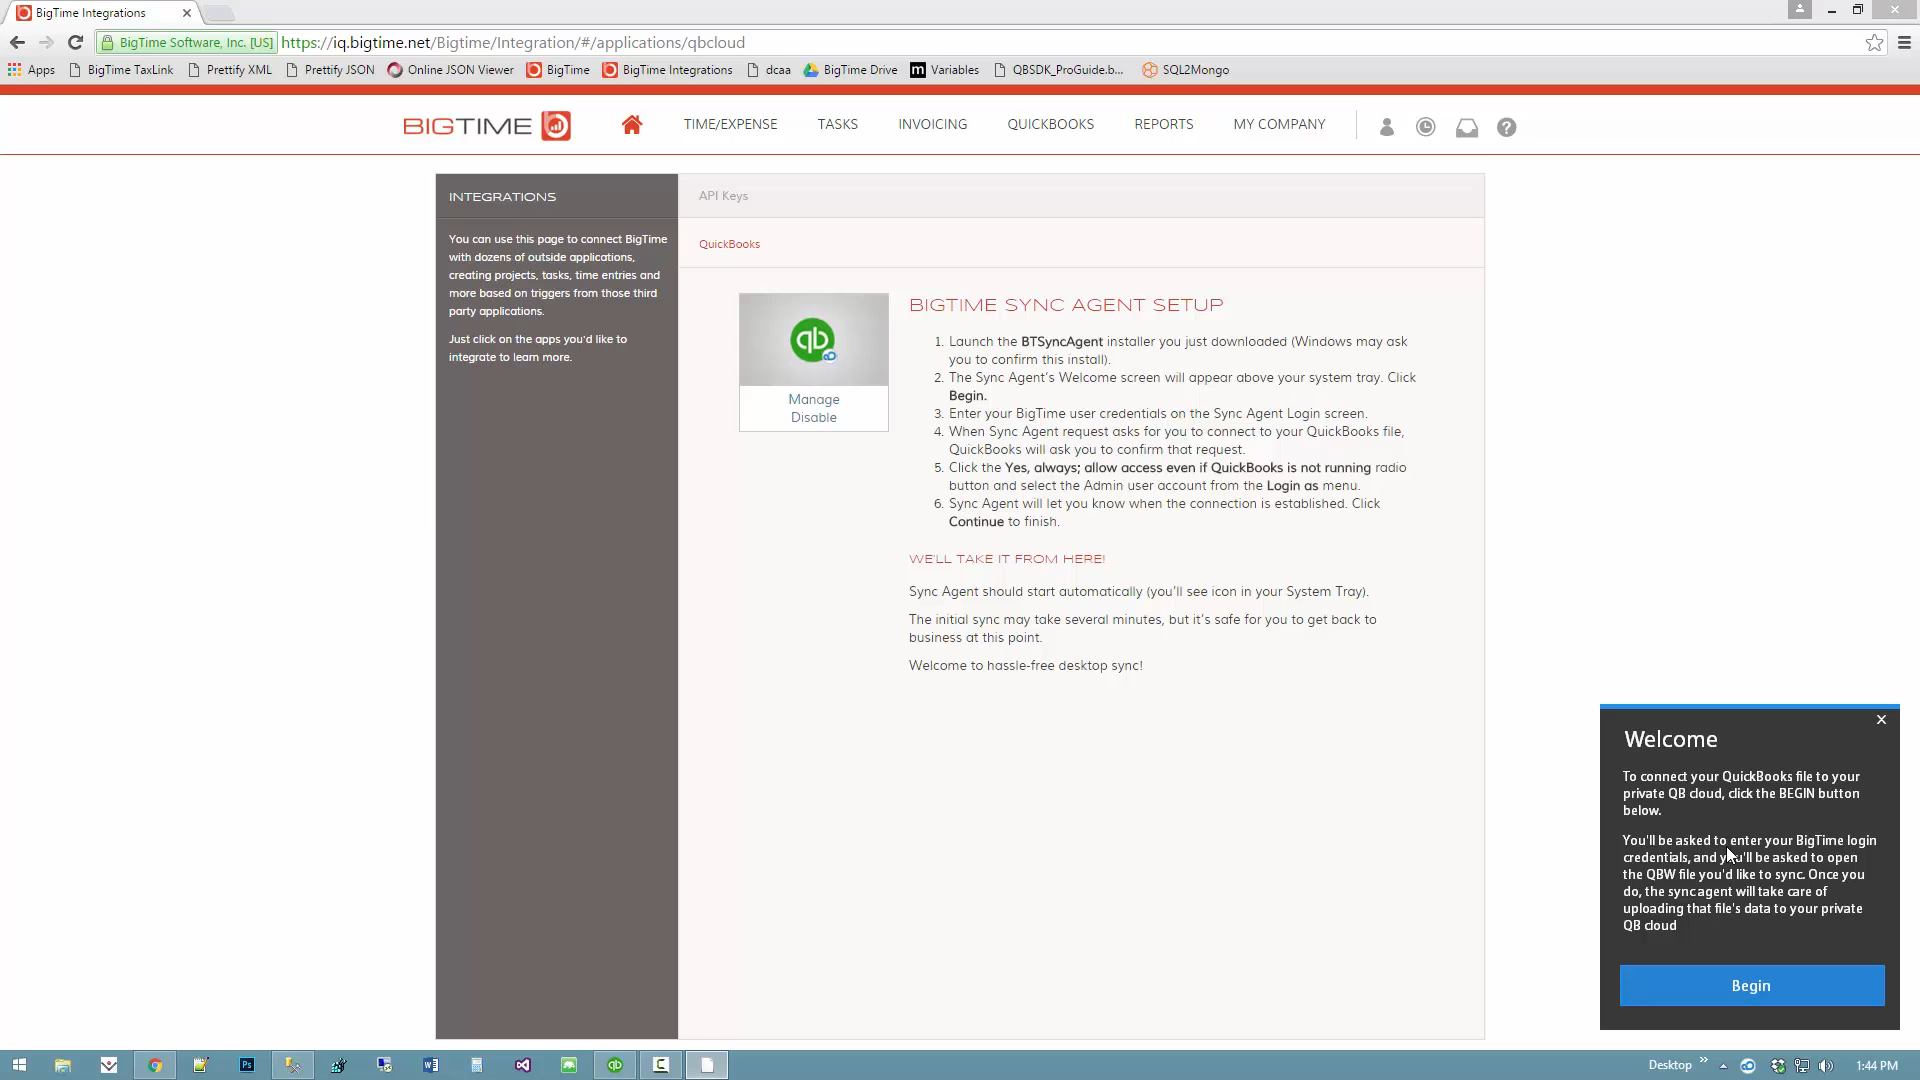 BigTime Integrations
BigTime Software, Inc. [US]
https://iq.bigtime.net/Bigtime/Integration/#/applications/qbcloud
Apps
BigTime TaxLink
Prettify XML
Prettify JSON
Online JSON Viewer
BigTime
BigTime Integrations
dcaa
BigTime Drive
m
Variables
QBSDK_ProGuide.b...
SQL2Mongo
BIGTIME
TIME/EXPENSE
TASKS
INVOICING
QUICKBOOKS
REPORTS
MY COMPANY
?
INTEGRATIONS
You can use this page to connect BigTime
with dozens of outside applications,
creating projects, tasks, time entries and
more based on triggers from those third
party applications.
Just click on the apps you'd like to
integrate to learn more.
API Keys
QuickBooks
qb
Manage
Disable
BIGTIME SYNC AGENT SETUP
1. Launch the BTSyncAgent installer you just downloaded (Windows may ask
you to confirm this install).
2. The Sync Agent's Welcome screen will appear above your system tray. Click
Begin.
3. Enter your BigTime user credentials on the Sync Agent Login screen.
4. When Sync Agent request asks for you to connect to your QuickBooks file,
QuickBooks will ask you to confirm that request.
5. Click the Yes, always; allow access even if QuickBooks is not running radio
button and select the Admin user account from the Login as menu.
6. Sync Agent will let you know when the connection is established. Click
Continue to finish.
WE'LL TAKE IT FROM HERE!
Sync Agent should start automatically (you'll see icon in your System Tray).
The initial sync may take several minutes, but it's safe for you to get back to
business at this point.
Welcome to hassle-free desktop sync!
Welcome
To connect your QuickBooks file to your
private QB cloud, click the BEGIN button
below.
You'll be asked to enter your BigTime login
credentials, and you'll be asked to open
the QBW file you'd like to sync. Once you
do, the sync agent will take care of
uploading that file's data to your private
QB cloud
Begin
Ps
qb
C
Desktop
1:44 PM